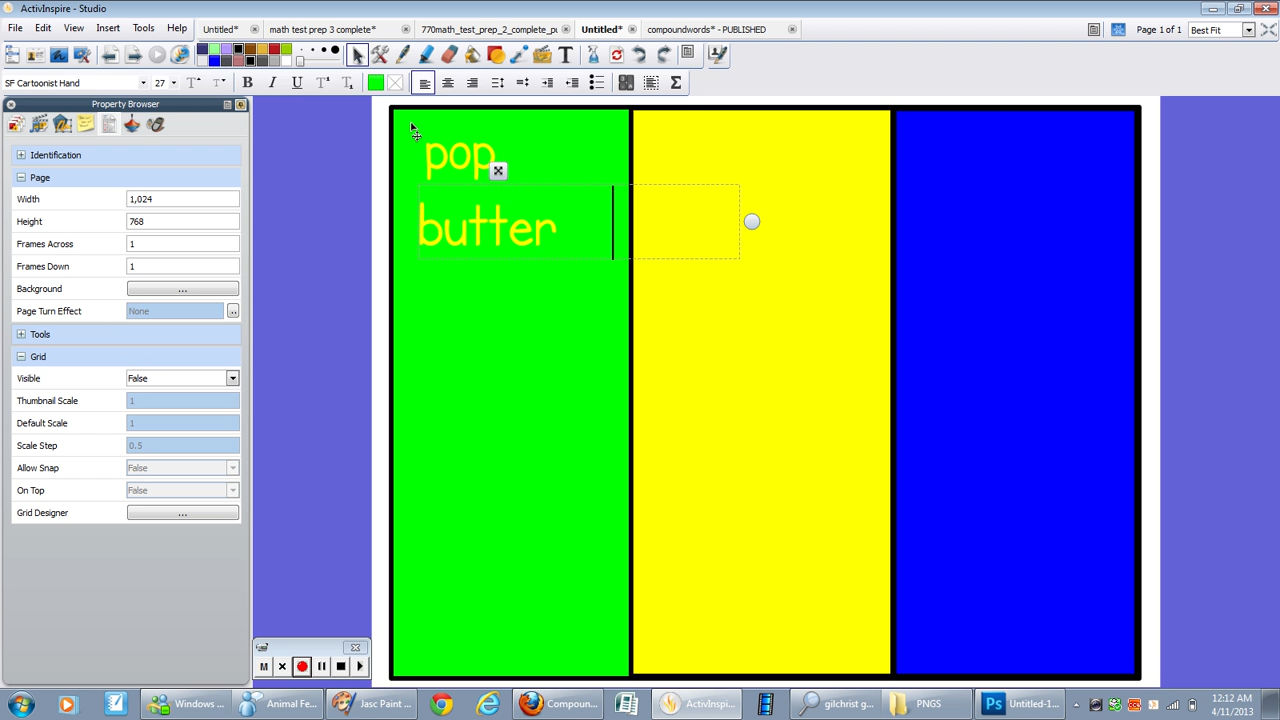 ActivInspire - Studio
File Edit View Insert Tools Help
Untitled* math test prep 3 complete* 770math_test_prep_2_complete_pu Untitled* compoundwords* - PUBLISHED
Page 1 of 1 Best Fit
SF Cartoonist Hand 27 T T B I U T¹ T₁ Σ
Property Browser
Identification
Page
Width 1,024
Height 768
Frames Across 1
Frames Down 1
Background ...
Page Turn Effect None ..
Tools
Grid
Visible False
Thumbnail Scale 1
Default Scale 1
Scale Step 0.5
Allow Snap False
On Top False
Grid Designer ...
pop
butter
M
Windows ... Animal Fe... Jasc Paint ... Compoun... ActivInspi... gilchrist g... PNGS Untitled-1...
12:12 AM
4/11/2013